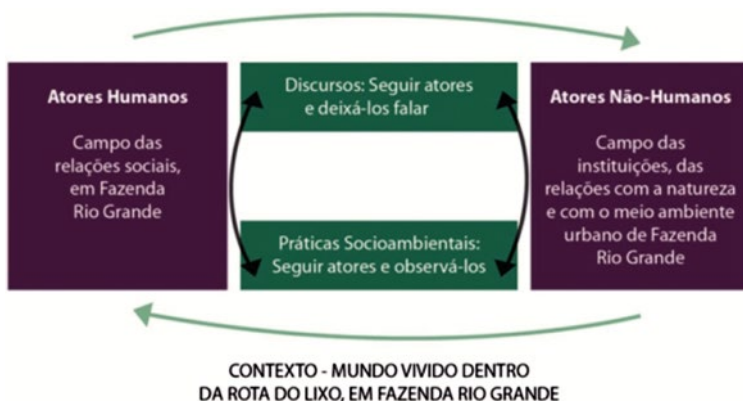 Atores Humanos
Campo das
relações sociais,
em Fazenda
Rio Grande
Discursos: Seguir atores
e deixá-los falar
Práticas Socioambientais:
Seguir atores e observá-los
Atores Não-Humanos
Campo das
instituições, das
relações com a natureza
e com o meio ambiente
urbano de Fazenda
Rio Grande
CONTEXTO - MUNDO VIVIDO DENTRO
DA ROTA DO LIXO, EM FAZENDA RIO GRANDE